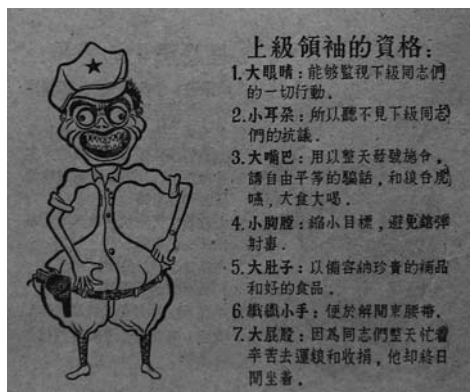 上級領袖的資格:
1.大眼睛:能夠監視下級同志們
的一切行動.
2.小耳朵:所以聽不見下級同志
們的抗議.
3.大嘴巴:用以整天發號施令,
講自由平等的騙話,和狼吞虎
嚥,大食大喝.
4.小胸膛:縮小目標,避免鎗彈
射晝.
5.大肚子:以備容納珍貴的補品
和好的食品.
6.纖纖小手:便於解開束腰帶.
7.大屁股:因為同志們整天忙着
辛苦去運糧和收捐,他却終日
閒坐着.